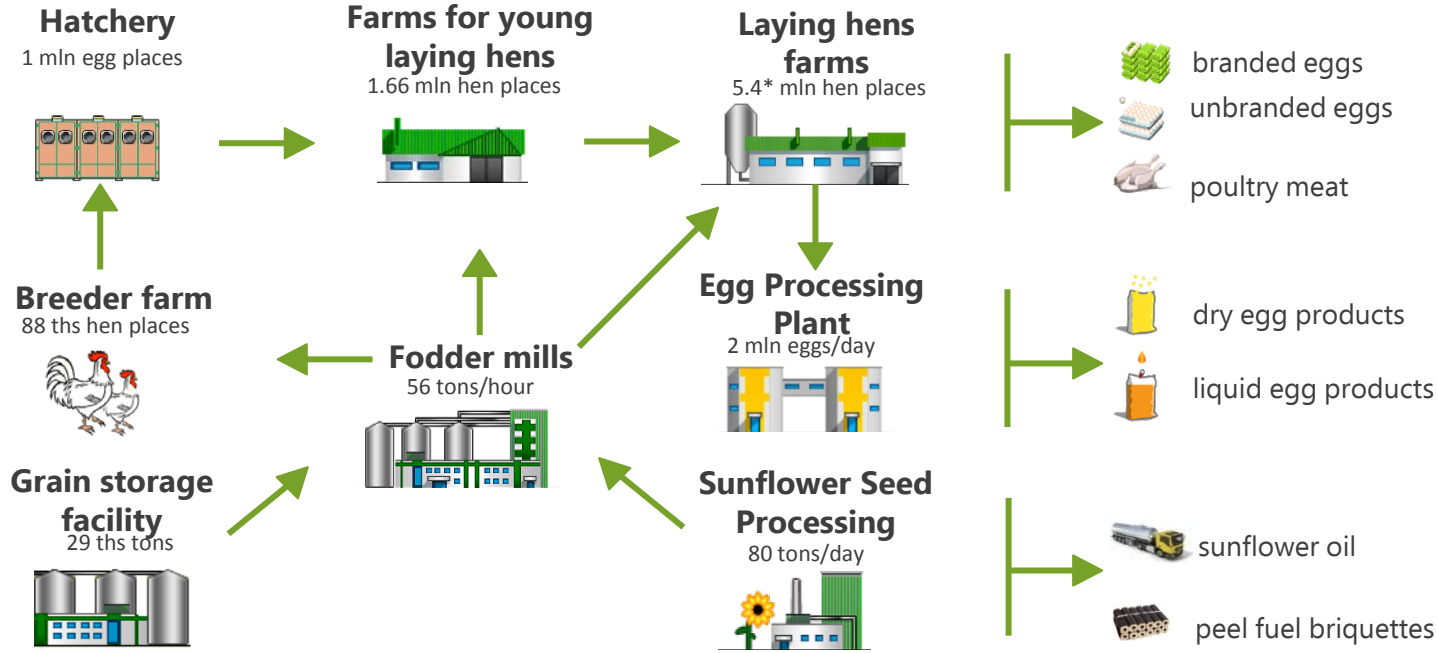 Hatchery
1 mln egg places
Farms for young
laying hens
1.66 mln hen places
Laying hens
farms
5.4* mln hen places
branded eggs
unbranded eggs
poultry meat
Breeder farm
88 ths hen places
Fodder mills
56 tons/hour
Egg Processing
Plant
2 mln eggs/day
dry egg products
liquid egg products
Grain storage
facility
29 ths tons
Sunflower Seed
Processing
80 tons/day
sunflower oil
peel fuel briquettes